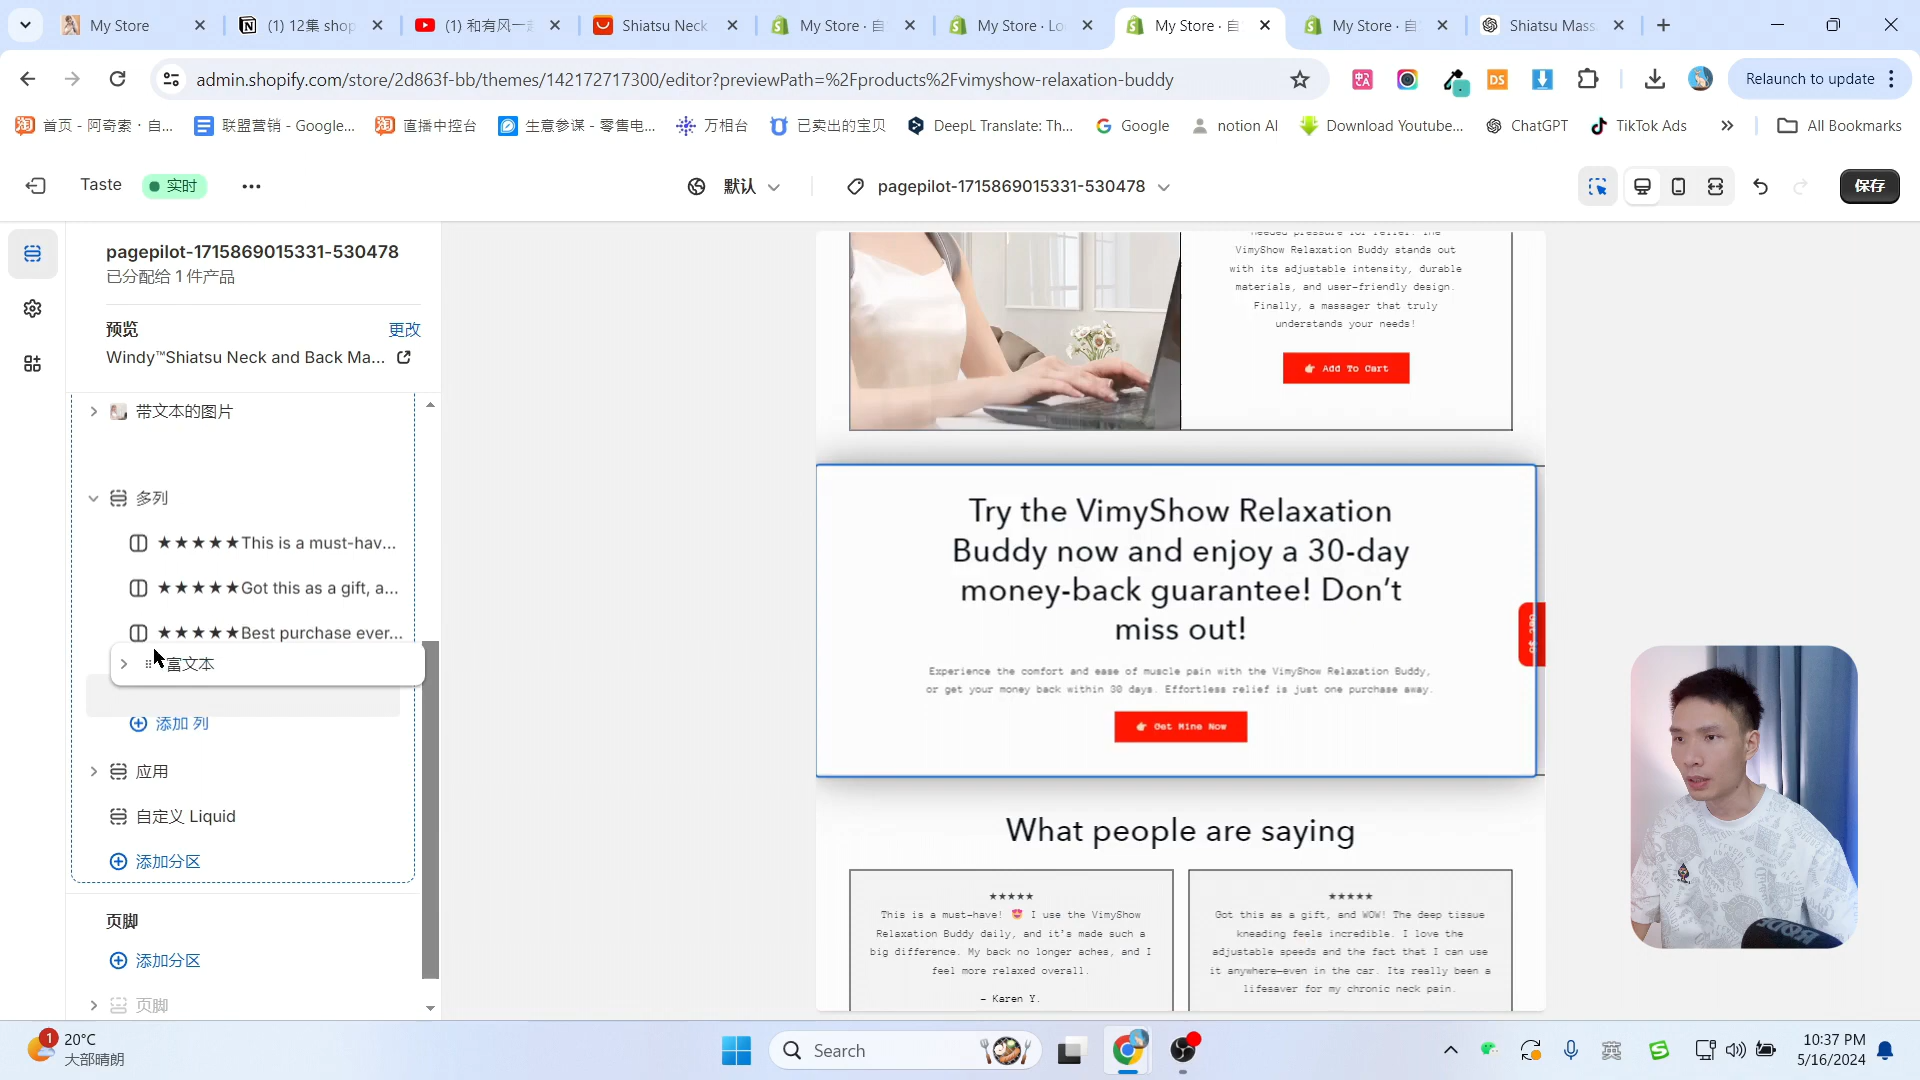 My Store
(1) 12集 shop
(1) 和有风一起
Shiatsu Neck
My Store · 自
My Store · Lo
My Store · 自
My Store · 自
Shiatsu Mass
admin.shopify.com/store/2d863f-bb/themes/142172717300/editor?previewPath=%2Fproducts%2Fvimyshow-relaxation-buddy
Relaunch to update
首页 - 阿奇索 · 自...
联盟营销 - Google...
直播中控台
生意参谋 - 零售电...
万相台
已卖出的宝贝
DeepL Translate: Th...
Google
notion AI
Download Youtube...
ChatGPT
TikTok Ads
All Bookmarks
Taste
实时
默认
pagepilot-1715869015331-530478
保存
pagepilot-1715869015331-530478
已分配给 1 件产品
预览
更改
Windy™Shiatsu Neck and Back Ma...
带文本的图片
多列
★★★★★This is a must-hav...
★★★★★Got this as a gift, a...
★★★★★Best purchase ever...
富文本
添加 列
应用
自定义 Liquid
添加分区
页脚
添加分区
页脚
needed pressure for relief. The
VimyShow Relaxation Buddy stands out
with its adjustable intensity, durable
materials, and user-friendly design.
Finally, a massager that truly
understands your needs!
Add To Cart
Try the VimyShow Relaxation
Buddy now and enjoy a 30-day
money-back guarantee! Don't
miss out!
Experience the comfort and ease of muscle pain with the VimyShow Relaxation Buddy,
or get your money back within 30 days. Effortless relief is just one purchase away.
Get Mine Now
What people are saying
★★★★★
This is a must-have! 😍 I use the VimyShow
Relaxation Buddy daily, and it's made such a
big difference. My back no longer aches, and I
feel more relaxed overall.
- Karen Y.
★★★★★
Got this as a gift, and WOW! The deep tissue
kneading feels incredible. I love the
adjustable speeds and the fact that I can use
it anywhere—even in the car. Its really been a
lifesaver for my chronic neck pain.
1
20°C
大部晴朗
Search
英
10:37 PM
5/16/2024